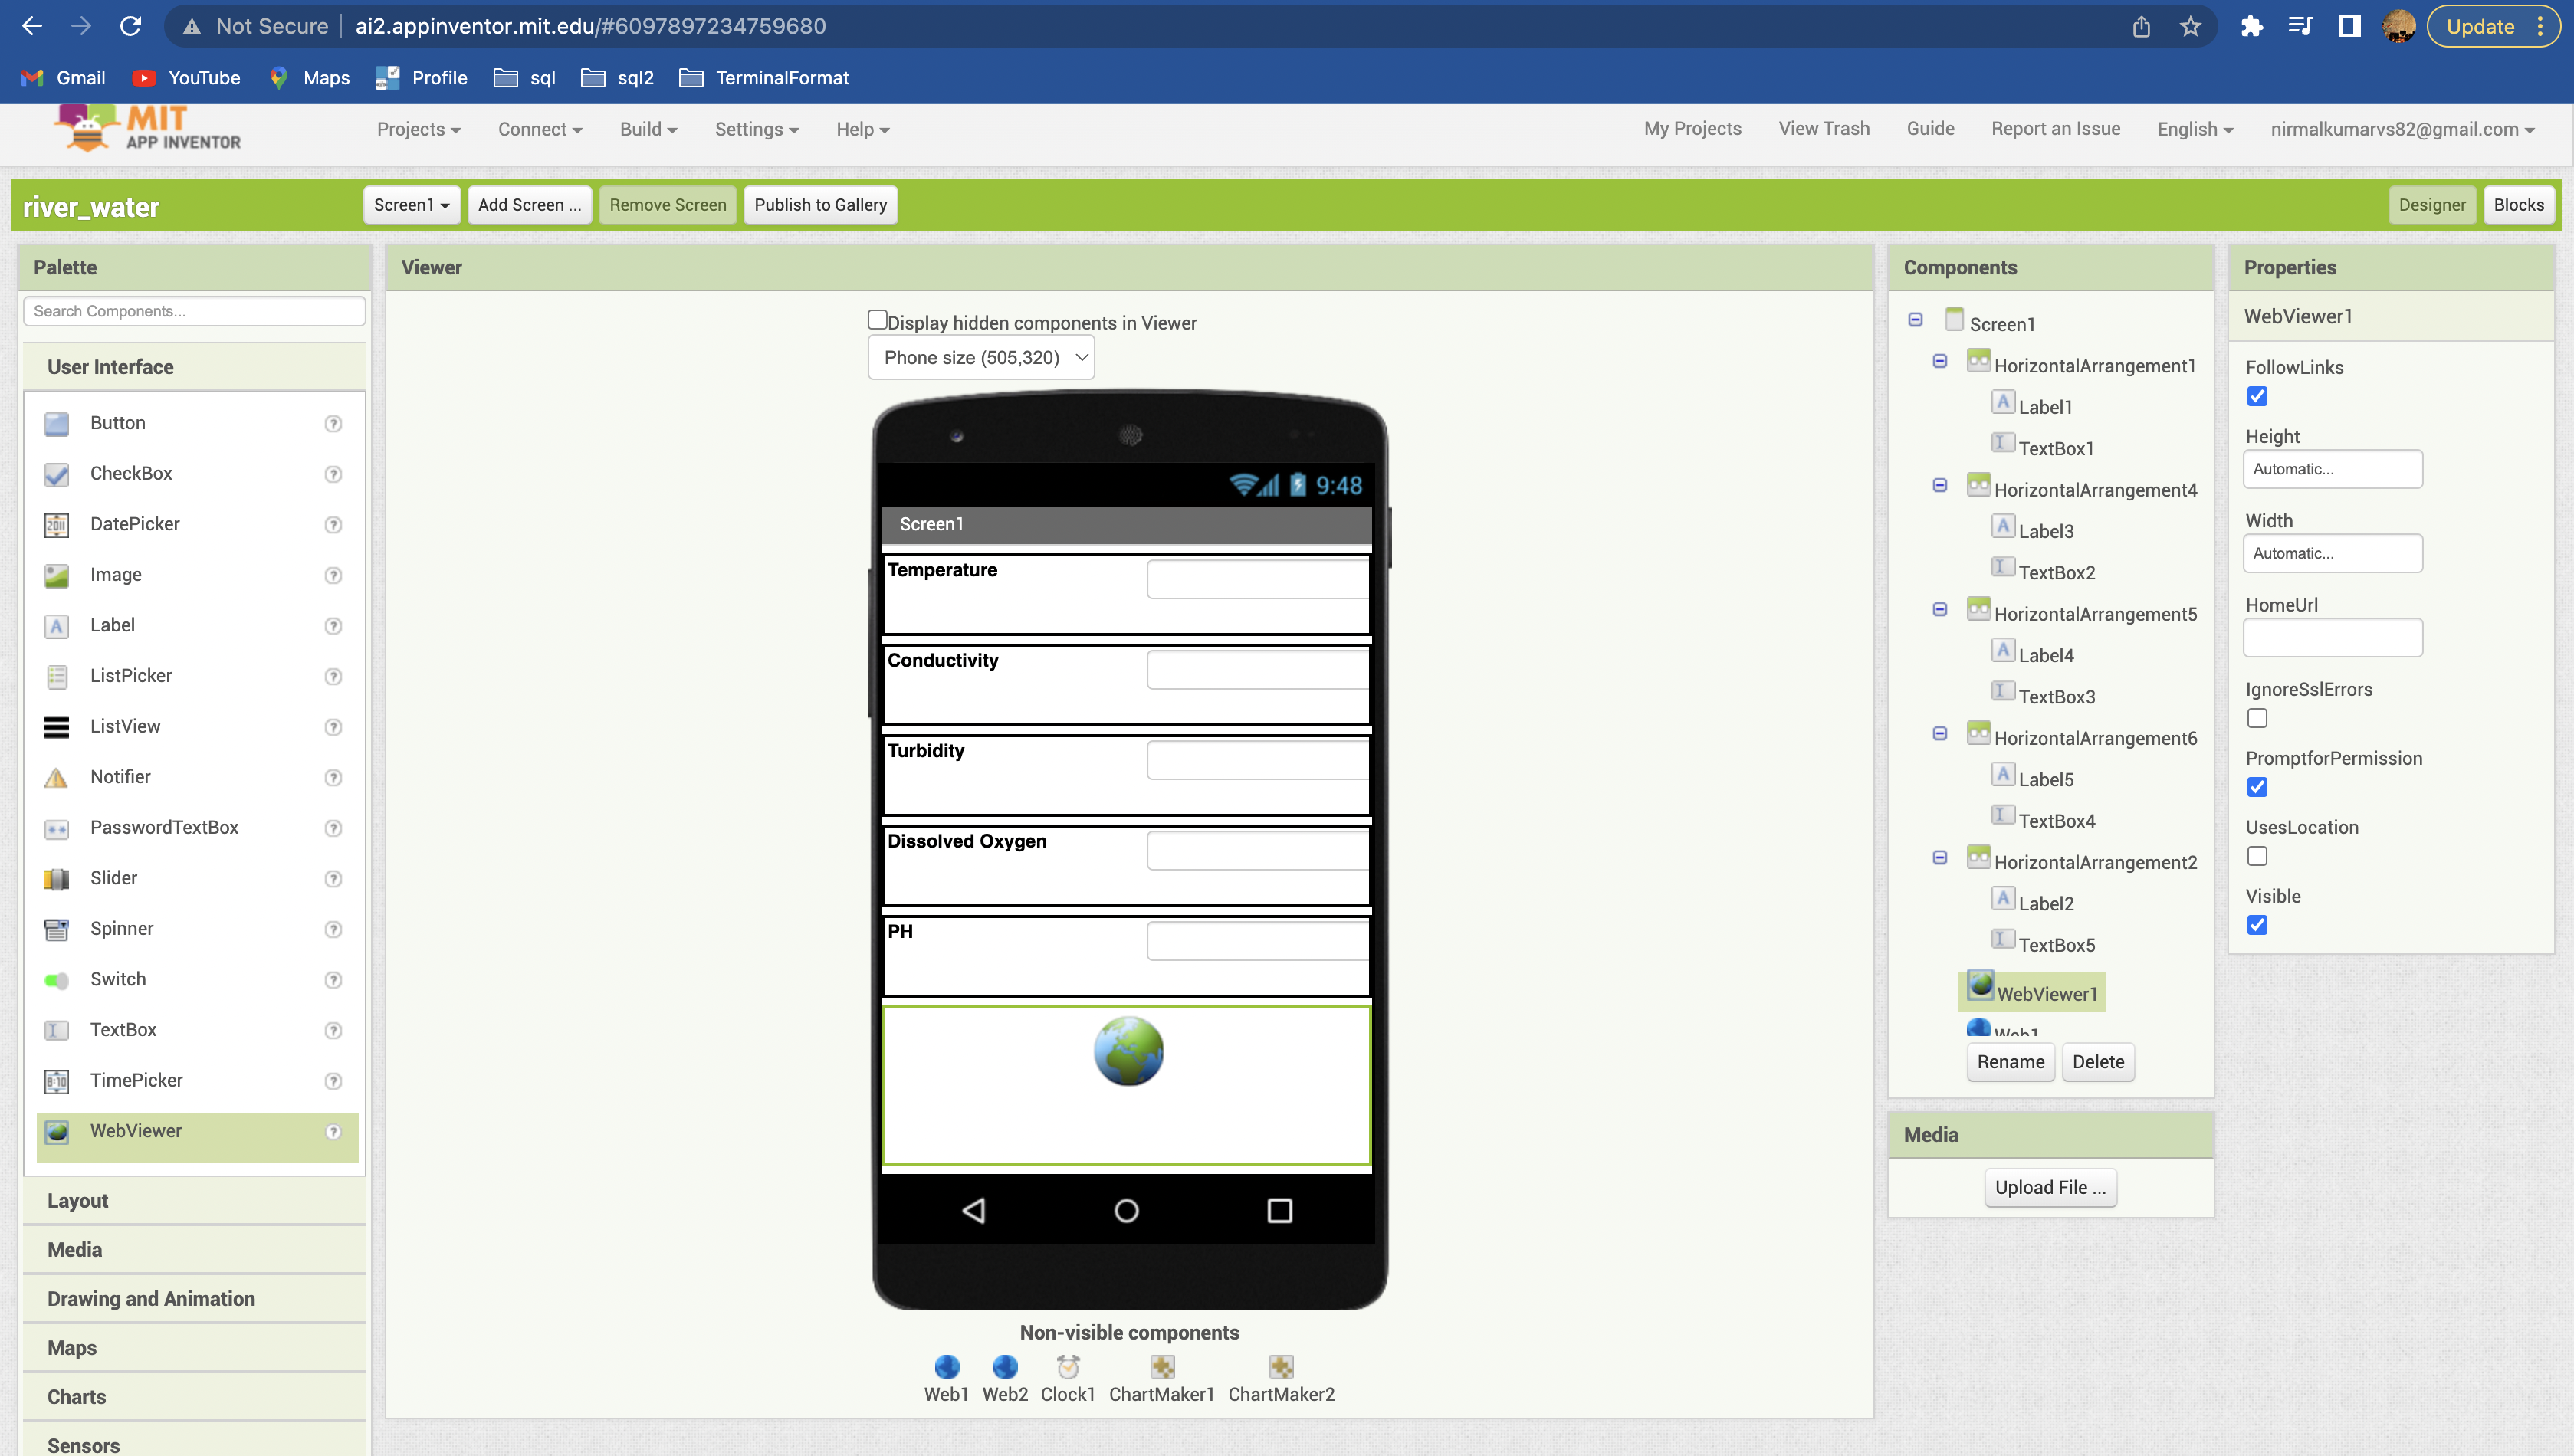 Not Secure | ai2.appinventor.mit.edu/#6097897234759680
Update
Gmail YouTube Maps Profile sql sql2 TerminalFormat
MIT
APP INVENTOR
Projects Connect Build Settings Help My Projects View Trash Guide Report an Issue English nirmalkumarvs82@gmail.com
river_water Screen1 Add Screen ... Remove Screen Publish to Gallery Designer Blocks
Palette
Search Components...
User Interface
Button
CheckBox
DatePicker
Image
Label
ListPicker
ListView
Notifier
PasswordTextBox
Slider
Spinner
Switch
TextBox
TimePicker
WebViewer
Layout
Media
Drawing and Animation
Maps
Charts
Sensors
Viewer
Display hidden components in Viewer
Phone size (505,320)
9:48
Screen1
Temperature
Conductivity
Turbidity
Dissolved Oxygen
PH
Non-visible components
Web1 Web2 Clock1 ChartMaker1 ChartMaker2
Components
Screen1
HorizontalArrangement1
Label1
TextBox1
HorizontalArrangement4
Label3
TextBox2
HorizontalArrangement5
Label4
TextBox3
HorizontalArrangement6
Label5
TextBox4
HorizontalArrangement2
Label2
TextBox5
WebViewer1
Web1
Rename Delete
Media
Upload File ...
Properties
WebViewer1
FollowLinks
Height
Automatic...
Width
Automatic...
HomeUrl
IgnoreSslErrors
PromptforPermission
UsesLocation
Visible